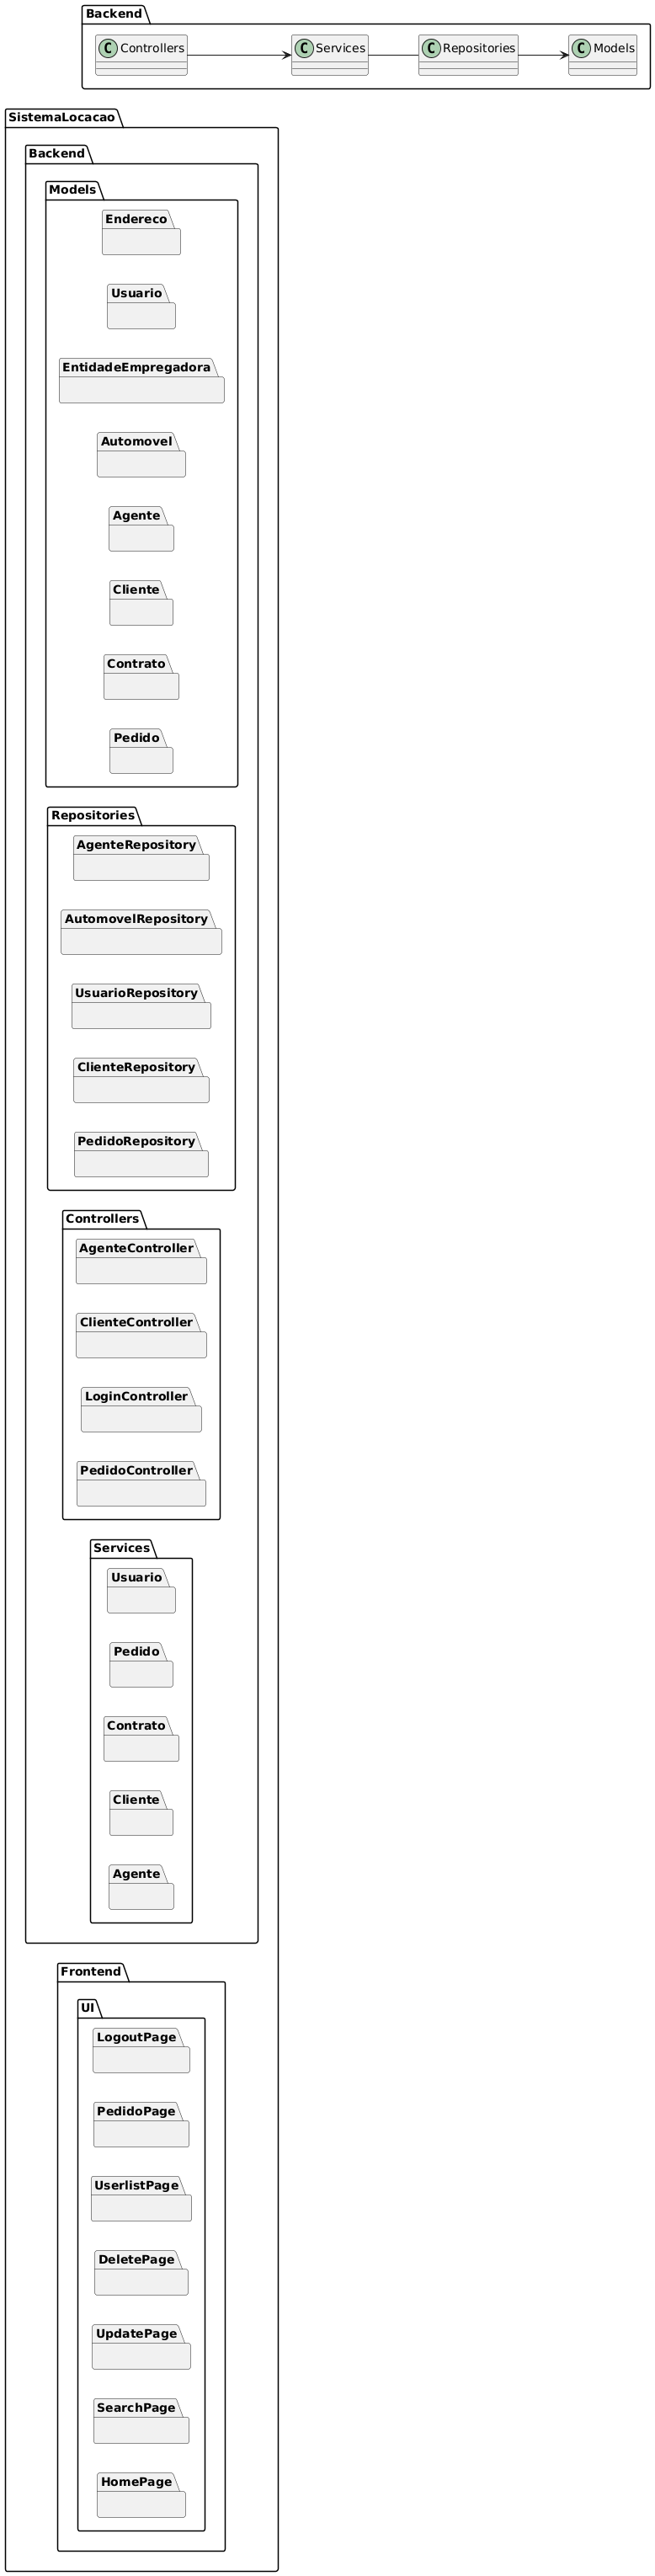 Backend
C Controllers
C Services
C Repositories
C Models
SistemaLocacao
Backend
Models
Endereco
Usuario
EntidadeEmpregadora
Automovel
Agente
Cliente
Contrato
Pedido
Repositories
AgenteRepository
AutomovelRepository
UsuarioRepository
ClienteRepository
PedidoRepository
Controllers
AgenteController
ClienteController
LoginController
PedidoController
Services
Usuario
Pedido
Contrato
Cliente
Agente
Frontend
UI
LogoutPage
PedidoPage
UserlistPage
DeletePage
UpdatePage
SearchPage
HomePage